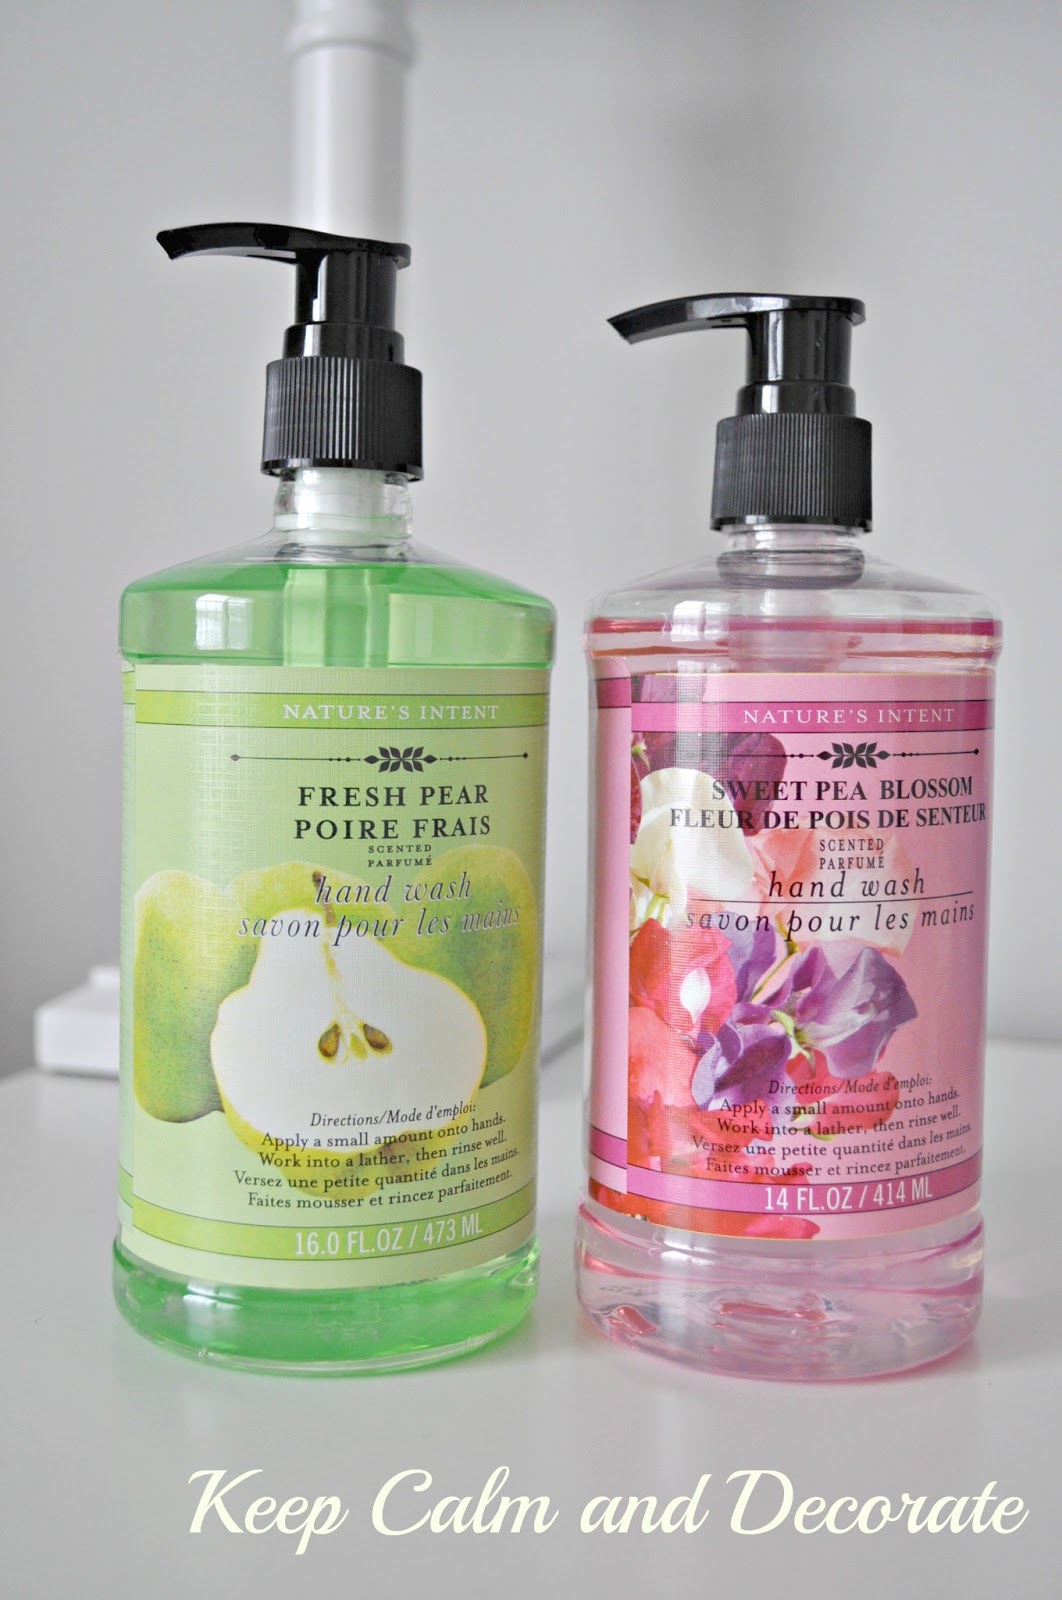 NATURE'S INTENT
FRESH PEAR
POIRE FRAIS
SCENTED
PARFUMÉ
hand wash
savon pour les mains
Directions/Mode d'emploi:
Apply a small amount onto hands.
Work into a lather, then rinse well.
Versez une petite quantité dans les mains.
Faites mousser et rincez parfaitement.
16.0 FL.OZ / 473 ML
NATURE'S INTENT
SWEET PEA BLOSSOM
FLEUR DE POIS DE SENTEUR
SCENTED
PARFUMÉ
hand wash
savon pour les mains
Directions/Mode d'emploi:
Apply a small amount onto hands.
Work into a lather, then rinse well.
Versez une petite quantité dans les mains.
Faites mousser et rincez parfaitement.
14 FL.OZ / 414 ML
Keep Calm and Decorate